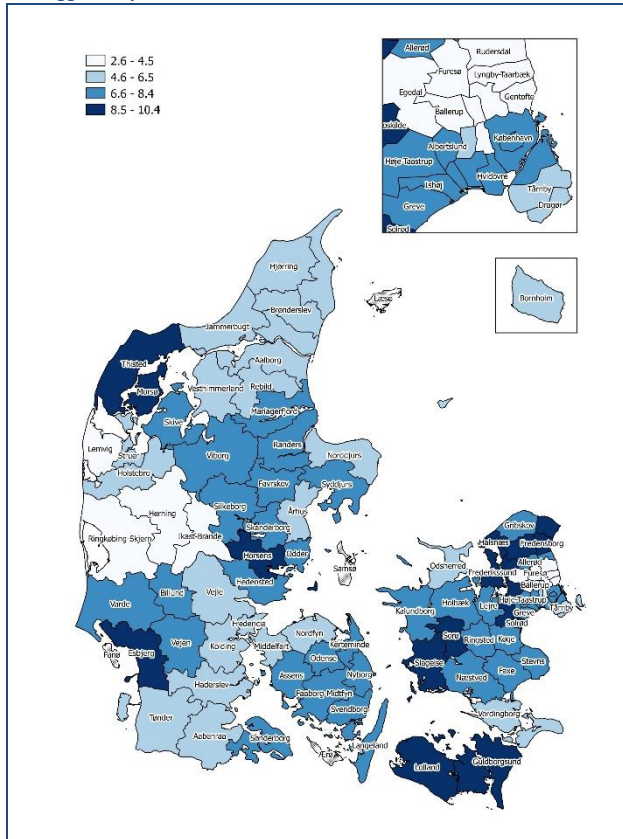 2.6 - 4.5
4.6 - 6.5
6.6 - 8.4
8.5 - 10.4
Allerød
Rudersdal
Furesø
Lyngby-Taarbæk
Egedal
Gentofte
Ballerup
oskilde
Albertslund
København
Høje-Taastrup
Hvidovre
Ishøj
Tårnby
Greve
Dragør
Solrød
Hjørring
Læsø
Bornholm
Brønderslev
Jammerbugt
Thisted
Aalborg
Vesthimmerland
Rebild
Morsø
Mariagerfjord
Skive
Lemvig
Struer
Randers
Viborg
Norddjurs
Holstebro
Favrskov
Syddjurs
Silkeborg
Århus
Herning
Skanderborg
Gribskov
Ringkøbing-Skjern
Ikast-Brande
Halsnæs
Fredensborg
Horsens
Odder
Allerød
Samsø
Odsherred
Frederikssund
Furesø
Hedensted
Ballerup
Billund
Vejle
Høje-Taastrup
Varde
Kalundborg
Holbæk
Lejre
Greve
Tårnby
Solrød
Fredericia
Nordfyn
Sorø
Ringsted
Køge
Esbjerg
Vejen
Kolding
Middelfart
Kerteminde
Fanø
Odense
Slagelse
Stevns
Assens
Nyborg
Næstved
Faxe
Haderslev
Faaborg-Midtfyn
Svendborg
Tønder
Vordingborg
Aabenraa
Sønderborg
Langeland
Ærø
Guldborgsund
Lolland